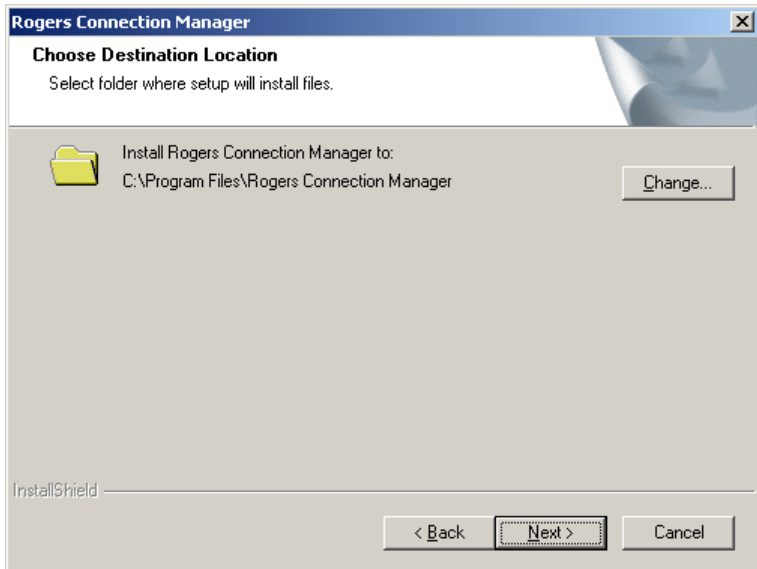 Rogers Connection Manager
Choose Destination Location
Select folder where setup will install files.
Install Rogers Connection Manager to:
C:\Program Files\Rogers Connection Manager
Change...
InstallShield
< Back
Next >
Cancel